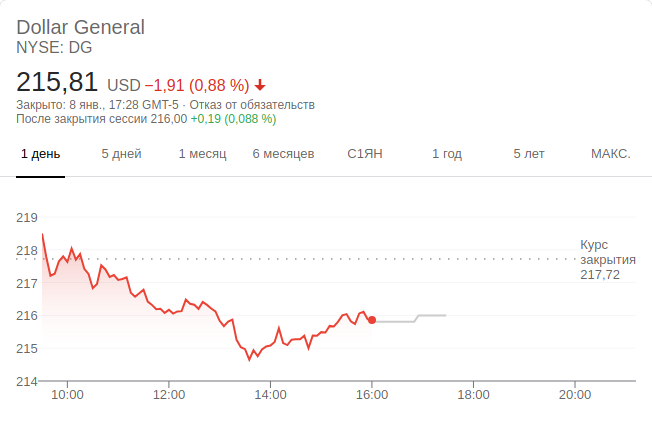 Dollar General
NYSE: DG
215,81 USD −1,91 (0,88 %)
Закрыто: 8 янв., 17:28 GMT-5 · Отказ от обязательств
После закрытия сессии 216,00 +0,19 (0,088 %)
1 день 5 дней 1 месяц 6 месяцев С1ЯН 1 год 5 лет МАКС.
219
218
217
216
215
214
Курс
закрытия
217,72
10:00 12:00 14:00 16:00 18:00 20:00